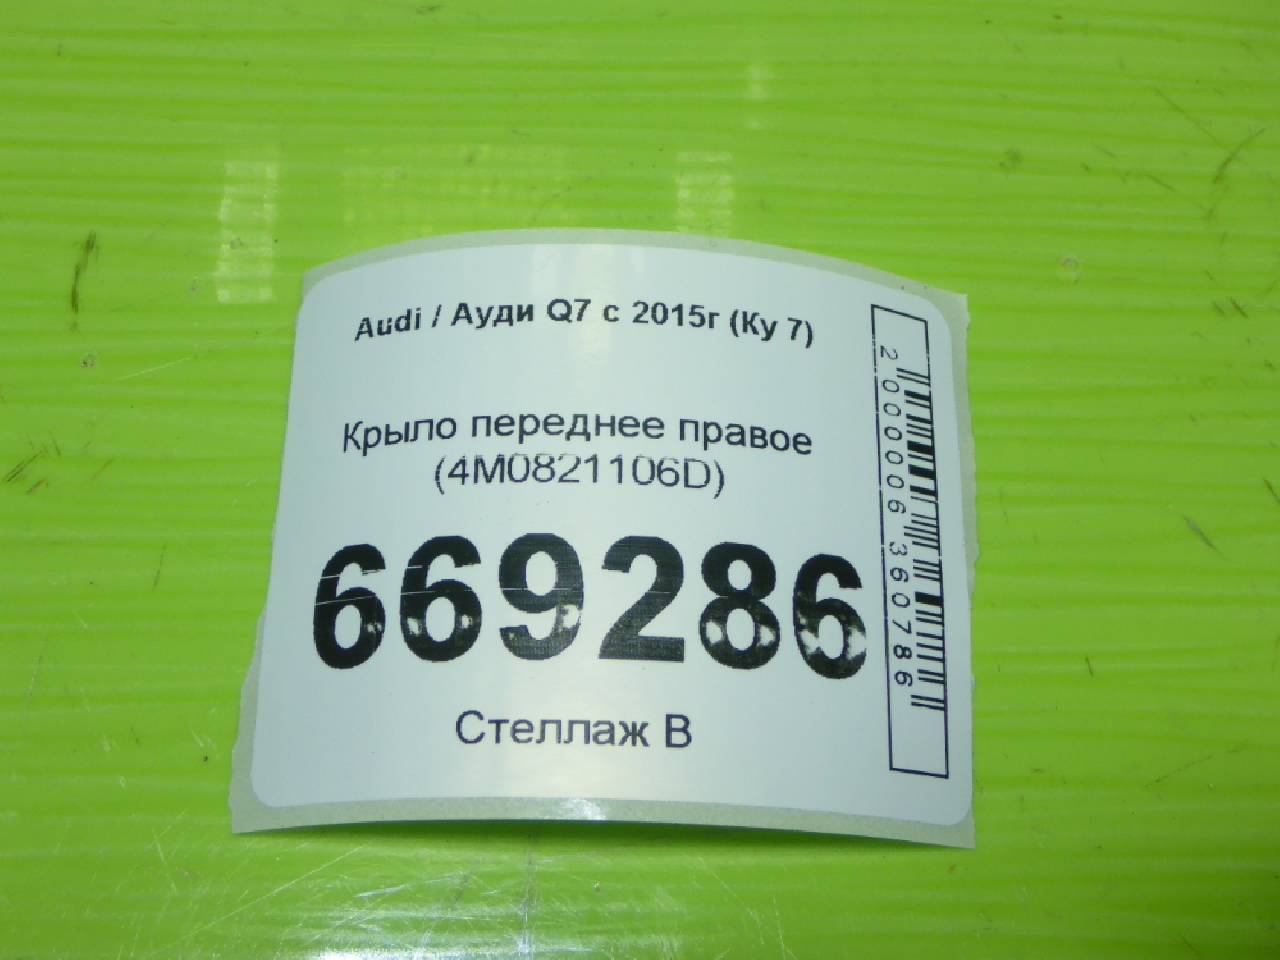 Audi / Ауди Q7 с 2015г (Ку 7)
Крыло переднее правое
(4M0821106D)
669286
Стеллаж В
2000006360786